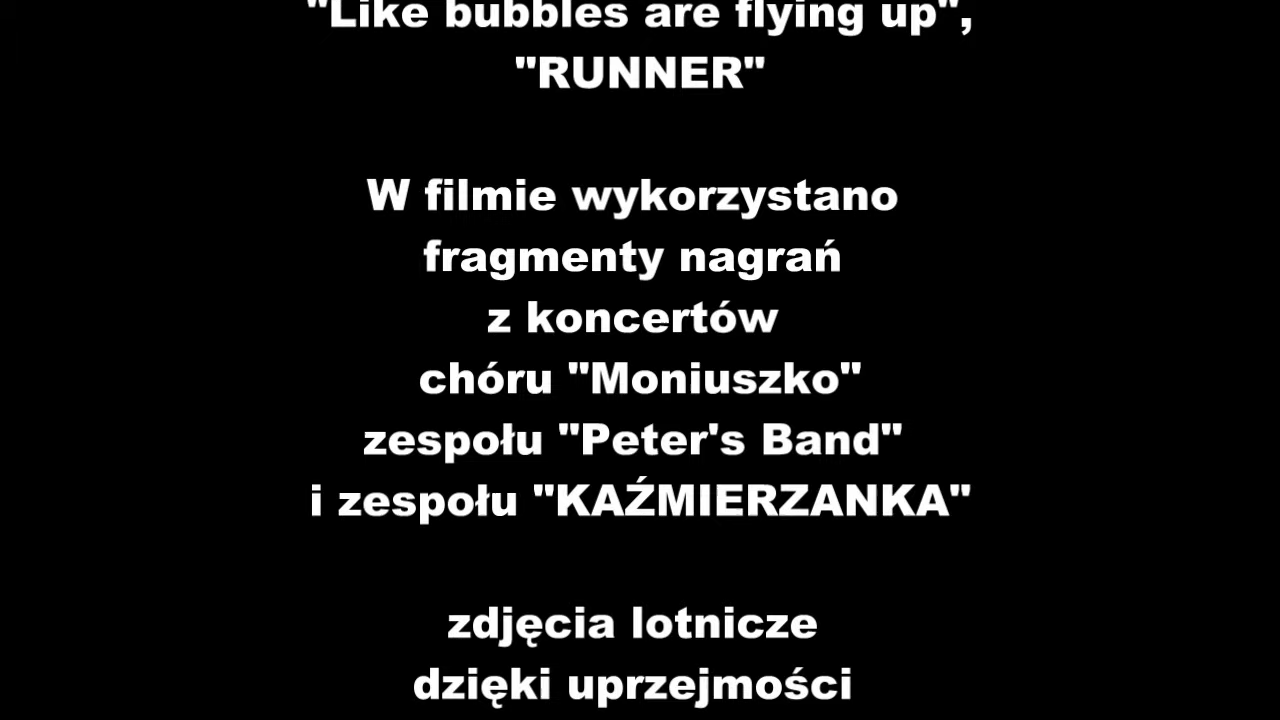 "Like bubbles are flying up",
"RUNNER"
W filmie wykorzystano
fragmenty nagrań
z koncertów
chóru "Moniuszko"
zespołu "Peter's Band"
i zespołu "KAŹMIERZANKA"
zdjęcia lotnicze
dzięki uprzejmości